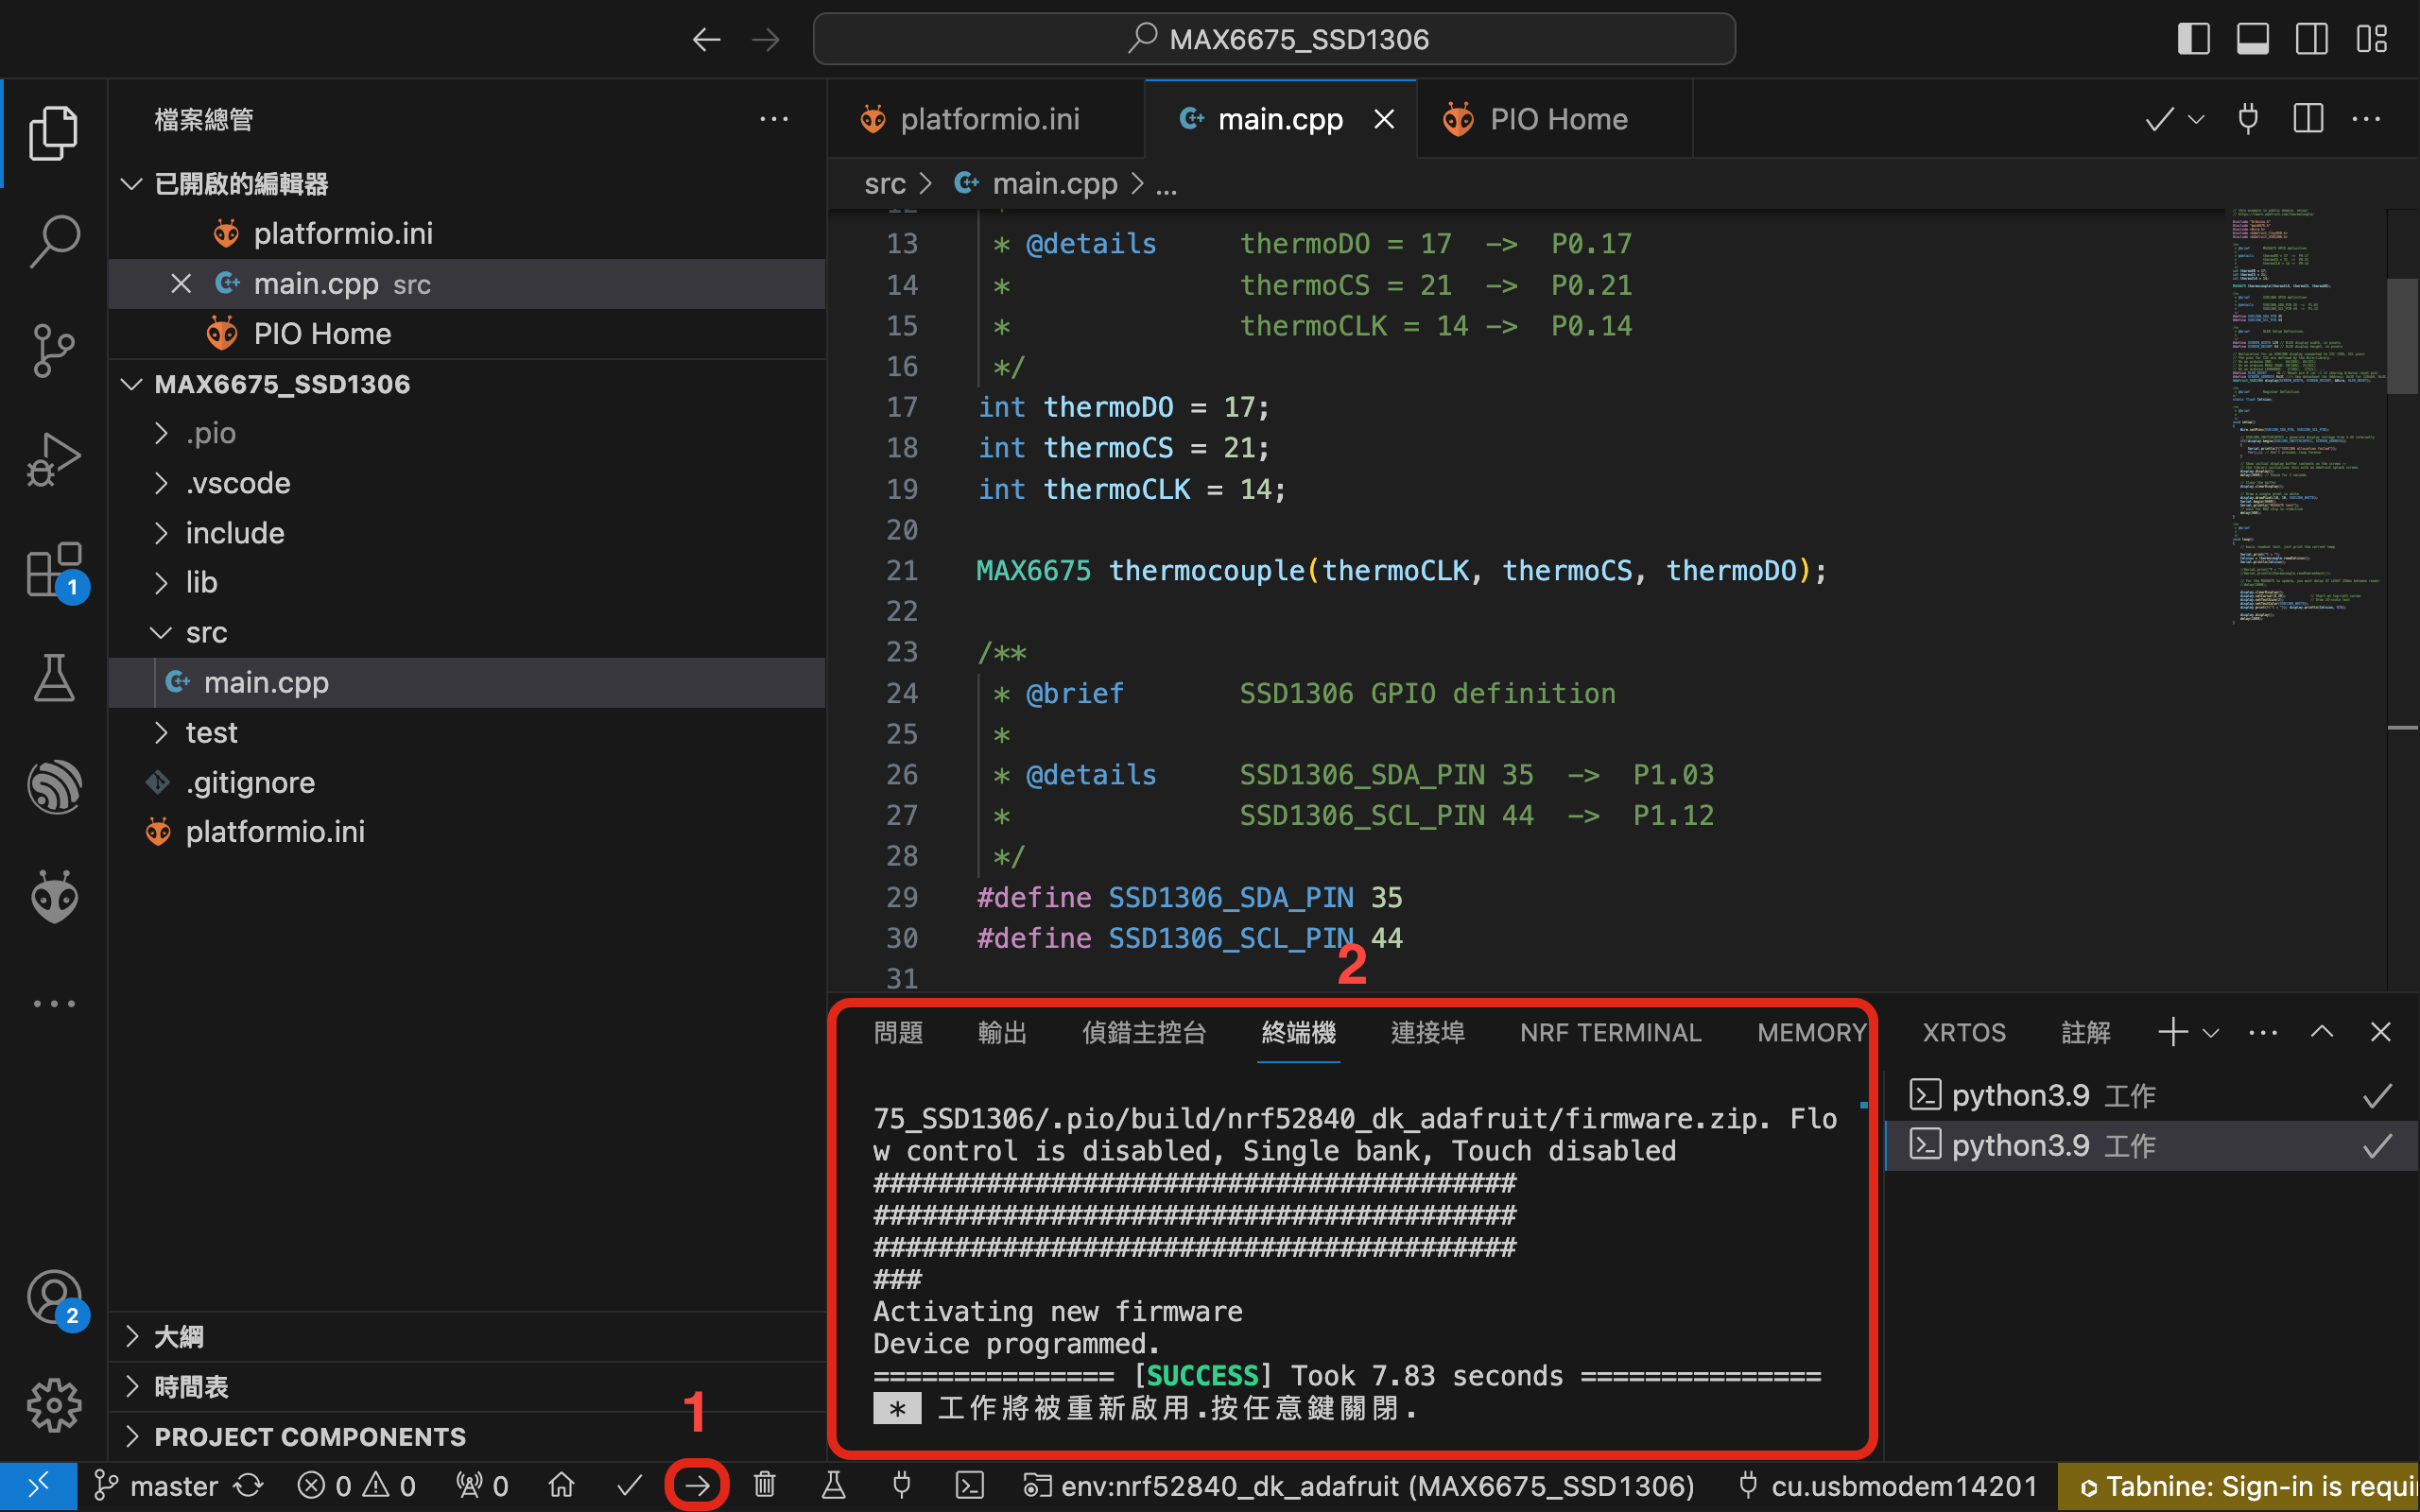 MAX6675_SSD1306
檔案總管
已開啟的編輯器
platformio.ini
main.cpp src
PIO Home
MAX6675_SSD1306
.pio
.vscode
include
lib
src
main.cpp
test
.gitignore
platformio.ini
大綱
時間表
PROJECT COMPONENTS
1
2
platformio.ini
main.cpp
PIO Home
src > main.cpp > ...
13 * @details thermoDO = 17 -> P0.17
14 * thermoCS = 21 -> P0.21
15 * thermoCLK = 14 -> P0.14
16 */
17 int thermoDO = 17;
18 int thermoCS = 21;
19 int thermoCLK = 14;
20
21 MAX6675 thermocouple(thermoCLK, thermoCS, thermoDO);
22
23 /**
24 * @brief SSD1306 GPIO definition
25 *
26 * @details SSD1306_SDA_PIN 35 -> P1.03
27 * SSD1306_SCL_PIN 44 -> P1.12
28 */
29 #define SSD1306_SDA_PIN 35
30 #define SSD1306_SCL_PIN 44
31
2
問題 輸出 偵錯主控台 終端機 連接埠 NRF TERMINAL MEMORY XRTOS 註解
75_SSD1306/.pio/build/nrf52840_dk_adafruit/firmware.zip. Flo
w control is disabled, Single bank, Touch disabled
########################################
########################################
########################################
###
Activating new firmware
Device programmed.
=============== [SUCCESS] Took 7.83 seconds ===============
* 工作將被重新啟用.按任意鍵關閉.
python3.9 工作
python3.9 工作
1
master 0 0 0 env:nrf52840_dk_adafruit (MAX6675_SSD1306) cu.usbmodem14201 Tabnine: Sign-in is requi